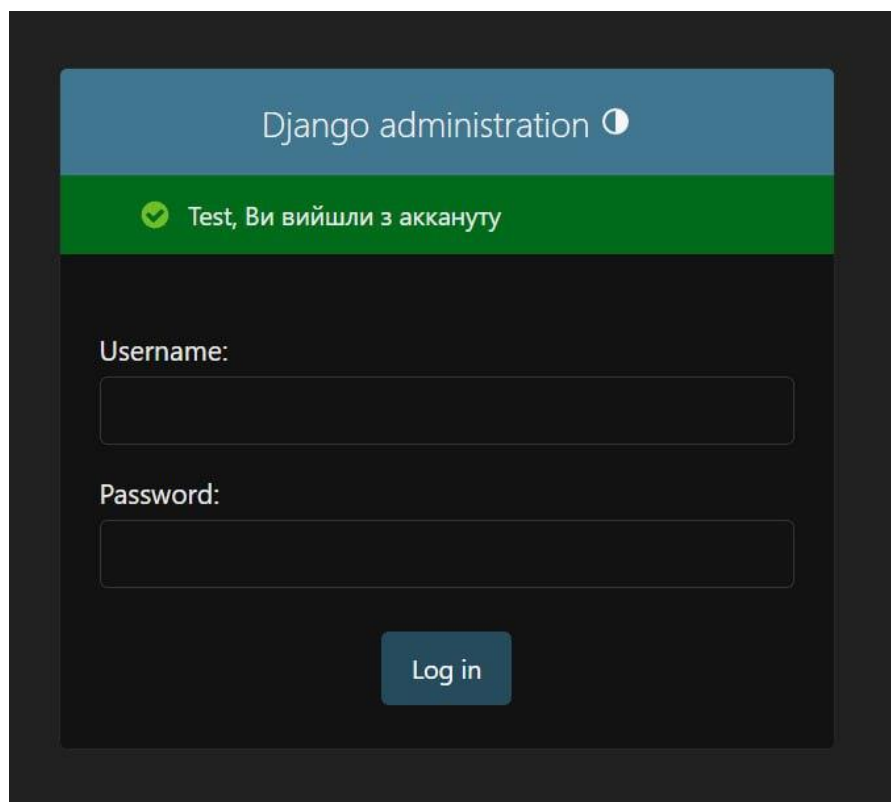 Django administration
Test, Ви вийшли з аккануту
Username:
Password:
Log in